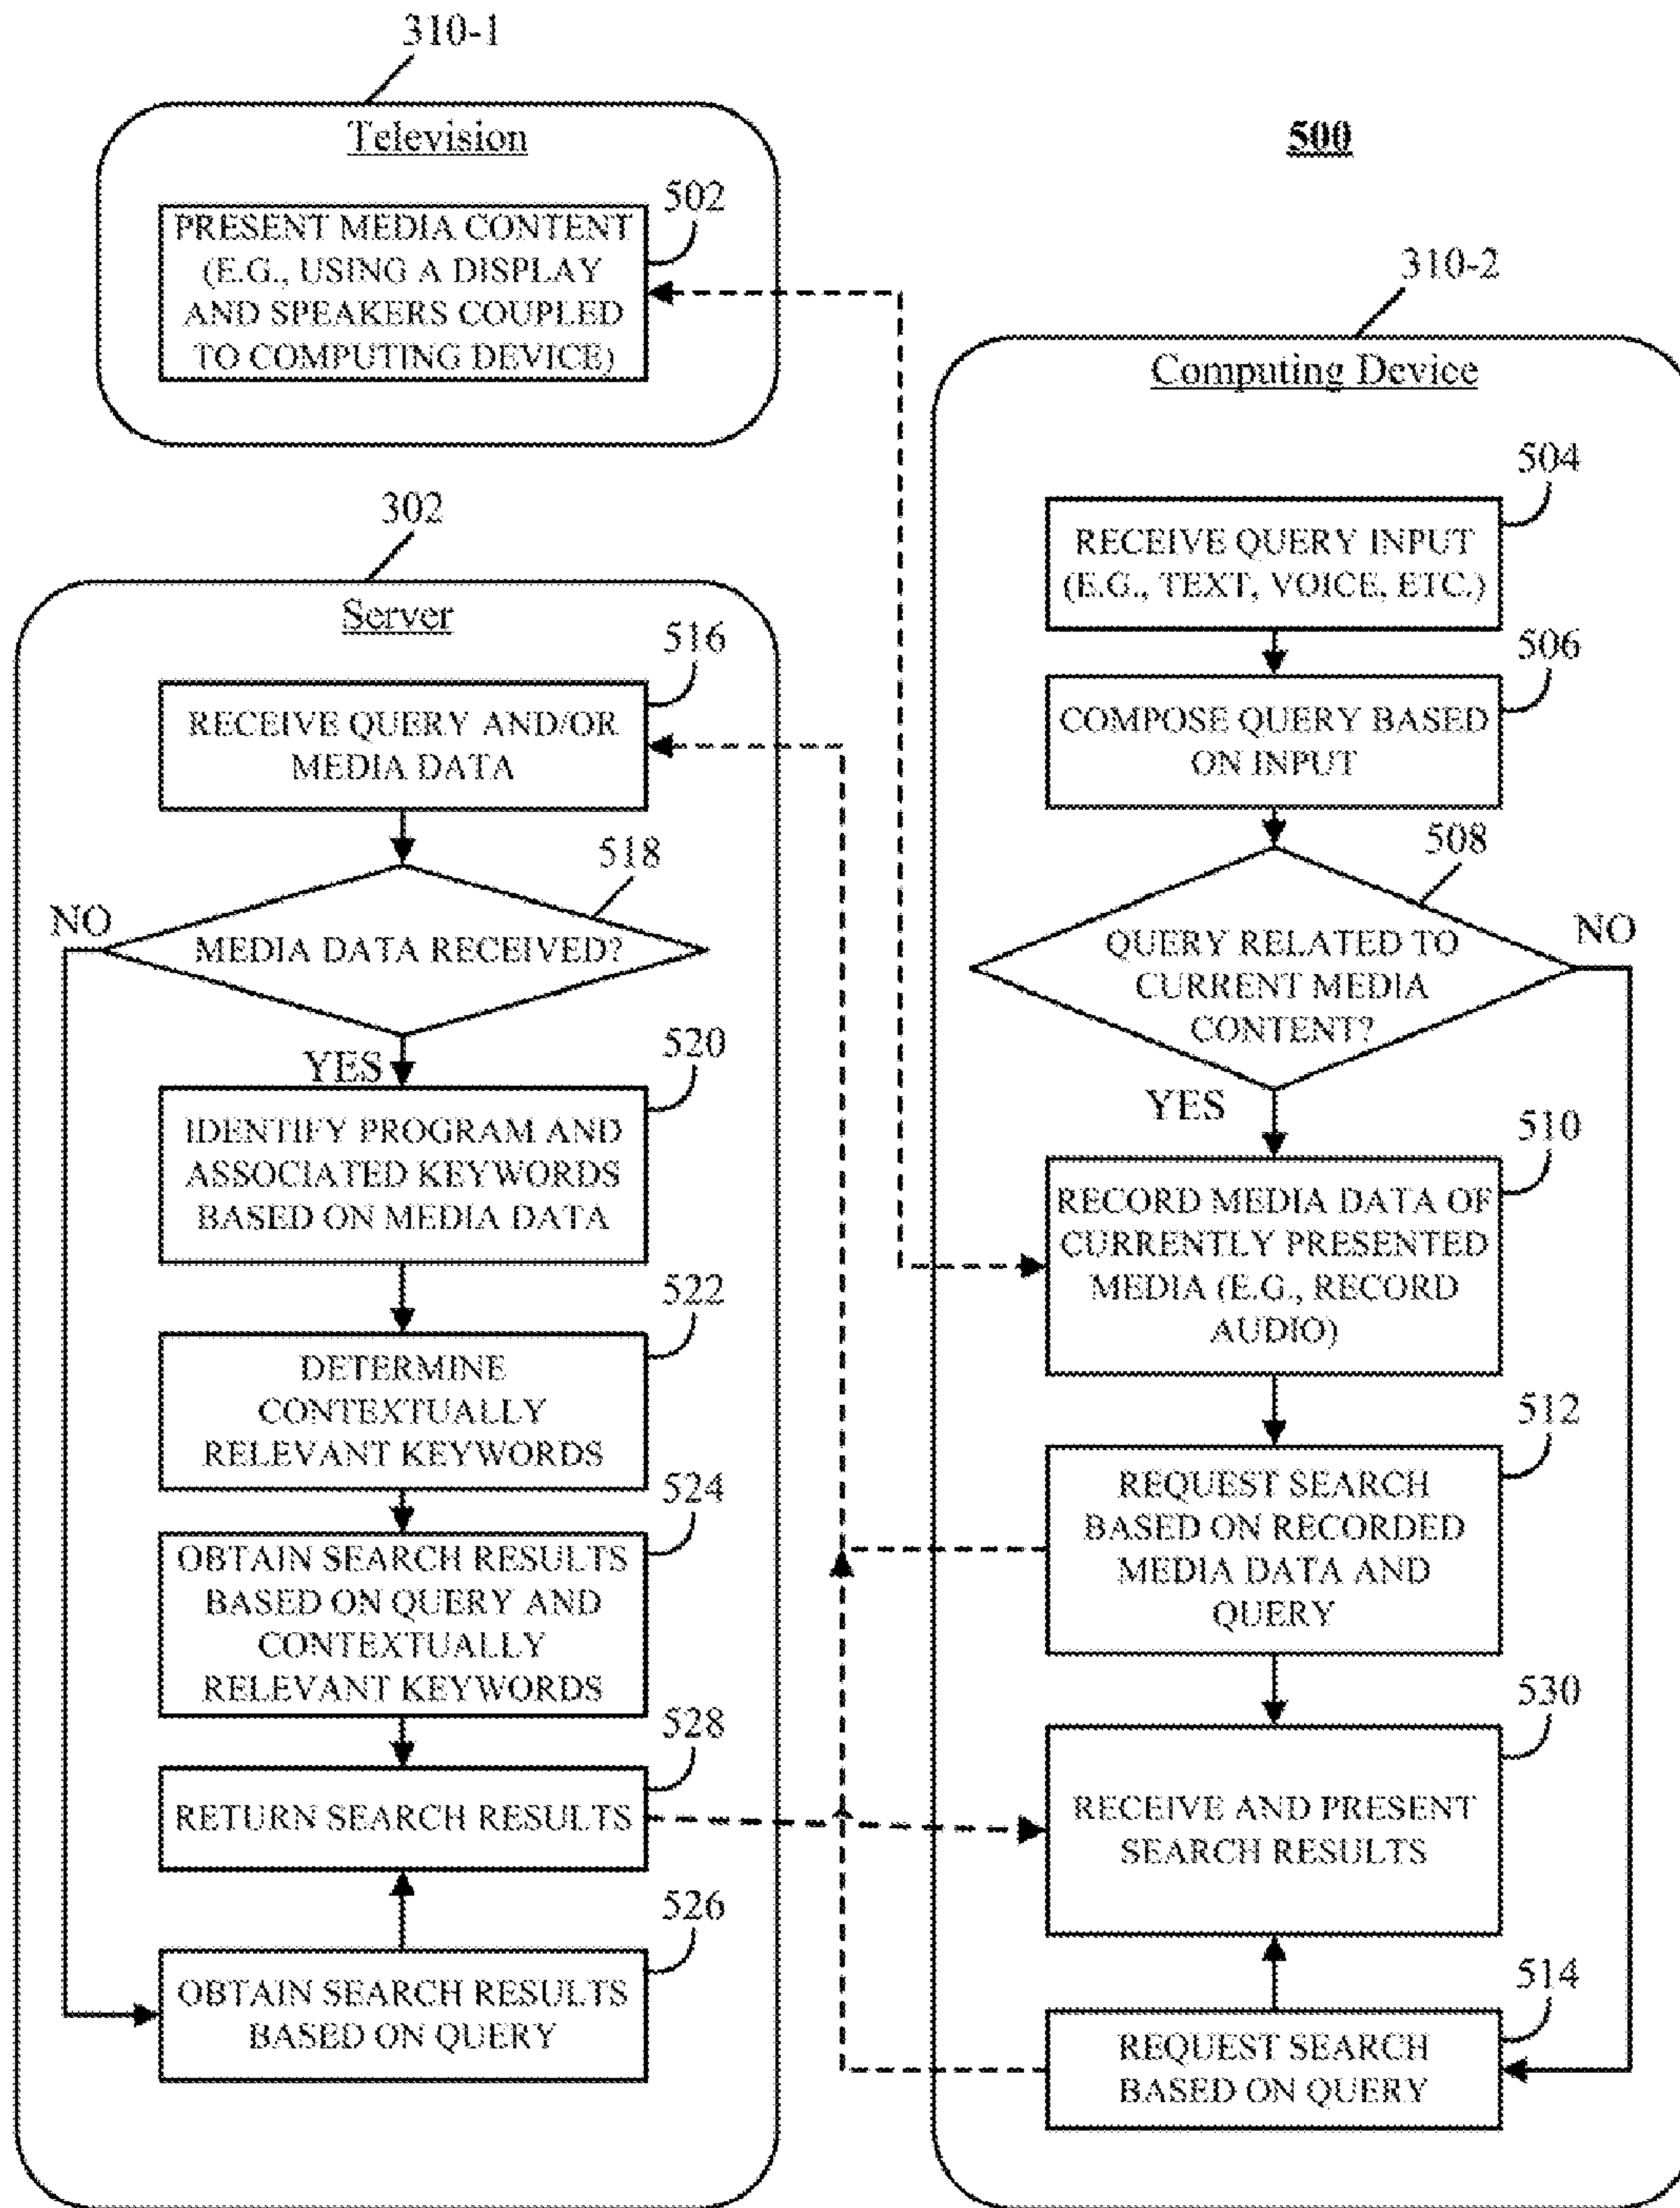 310-1
Television
502
PRESENT MEDIA CONTENT
(E.G., USING A DISPLAY
AND SPEAKERS COUPLED
TO COMPUTING DEVICE)
500
310-2
Computing Device
504
RECEIVE QUERY INPUT
(E.G., TEXT, VOICE, ETC.)
506
COMPOSE QUERY BASED
ON INPUT
508
QUERY RELATED TO
CURRENT MEDIA
CONTENT?
NO
YES
510
RECORD MEDIA DATA OF
CURRENTLY PRESENTED
MEDIA (E.G., RECORD
AUDIO)
512
REQUEST SEARCH
BASED ON RECORDED
MEDIA DATA AND
QUERY
530
RECEIVE AND PRESENT
SEARCH RESULTS
514
REQUEST SEARCH
BASED ON QUERY
302
Server
516
RECEIVE QUERY AND/OR
MEDIA DATA
518
NO
MEDIA DATA RECEIVED?
YES
520
IDENTIFY PROGRAM AND
ASSOCIATED KEYWORDS
BASED ON MEDIA DATA
522
DETERMINE
CONTEXTUALLY
RELEVANT KEYWORDS
524
OBTAIN SEARCH RESULTS
BASED ON QUERY AND
CONTEXTUALLY
RELEVANT KEYWORDS
528
RETURN SEARCH RESULTS
526
OBTAIN SEARCH RESULTS
BASED ON QUERY